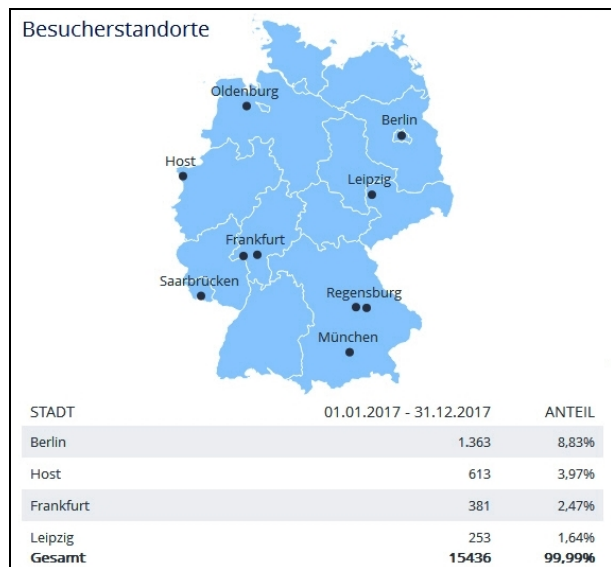 Besucherstandorte
Oldenburg
Berlin
Host
Leipzig
Frankfurt
Saarbrücken
Regensburg
München
STADT 01.01.2017 - 31.12.2017 ANTEIL
Berlin 1.363 8,83%
Host 613 3,97%
Frankfurt 381 2,47%
Leipzig 253 1,64%
Gesamt 15436 99,99%